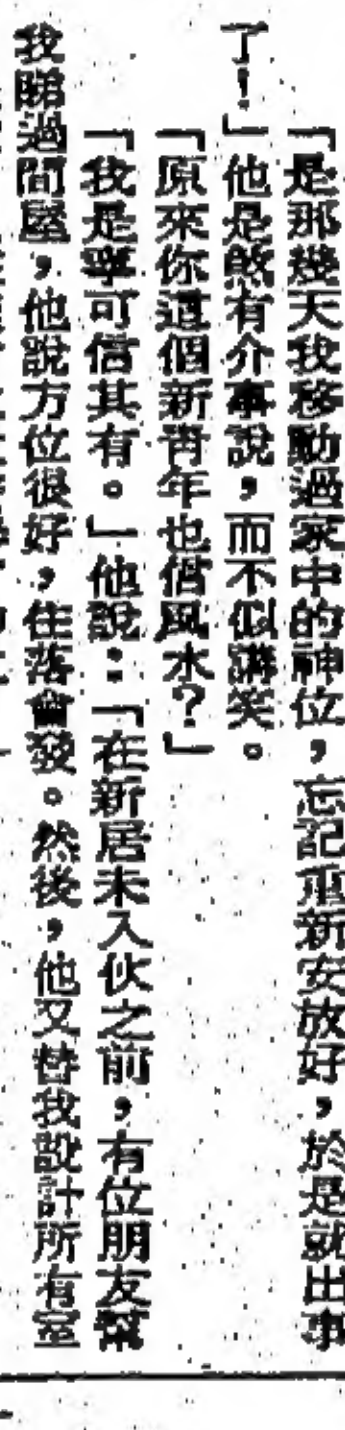 「是那幾天我移動過家中的神位，忘記重新安放好，於是就出事
了！」他是煞有介事說，而不似講笑。
「原來你這個新青年也信風水？」
「我是寧可信其有。」他說：「在新居未入伙之前，有位朋友幫
我睇過間屋，他說方位很好，住落會發。然後，他又替我設計所有室